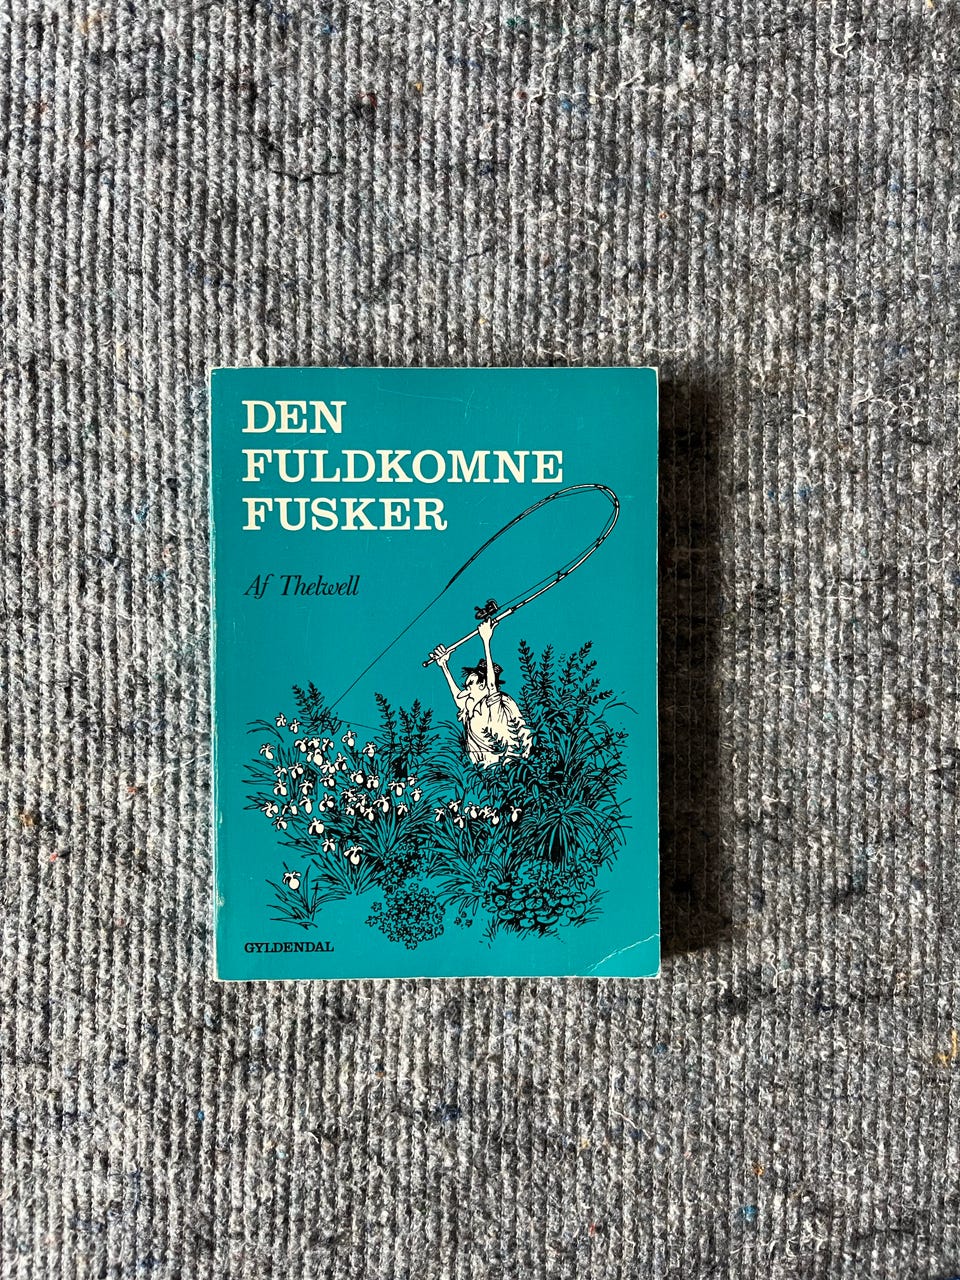 DEN
FULDKOMNE
FUSKER
Af Thelwell
GYLDENDAL